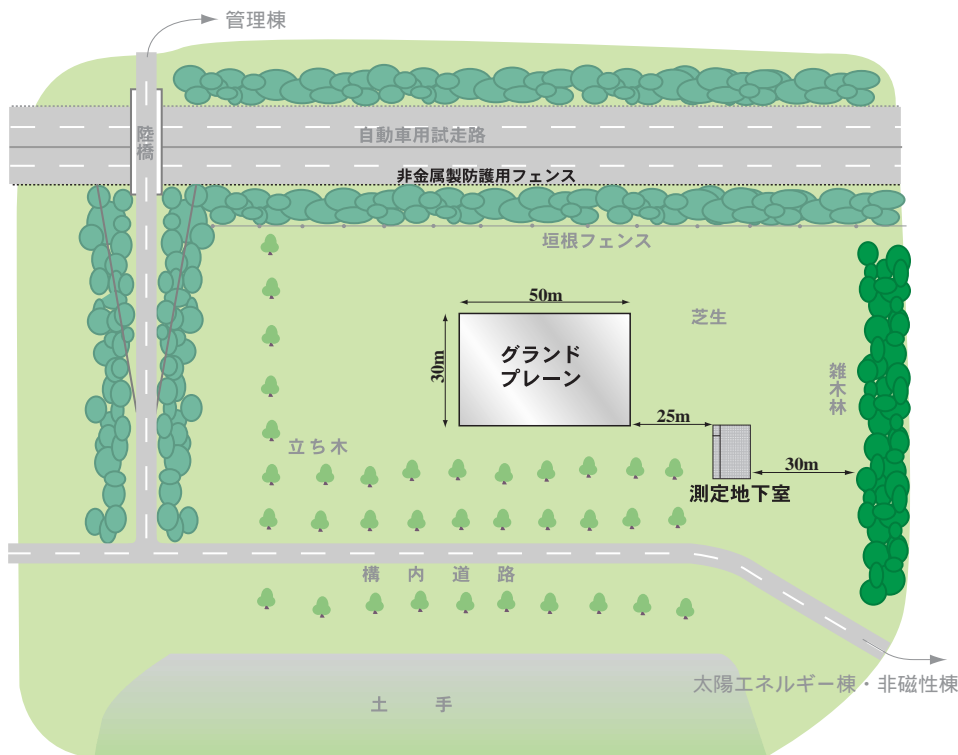 管理棟
陸橋
自動車用試走路
非金属製防護用フェンス
垣根フェンス
50m
芝生
30m
グランド
プレーン
雑木林
25m
立ち木
30m
測定地下室
構内道路
太陽エネルギー棟・非磁性棟
土手